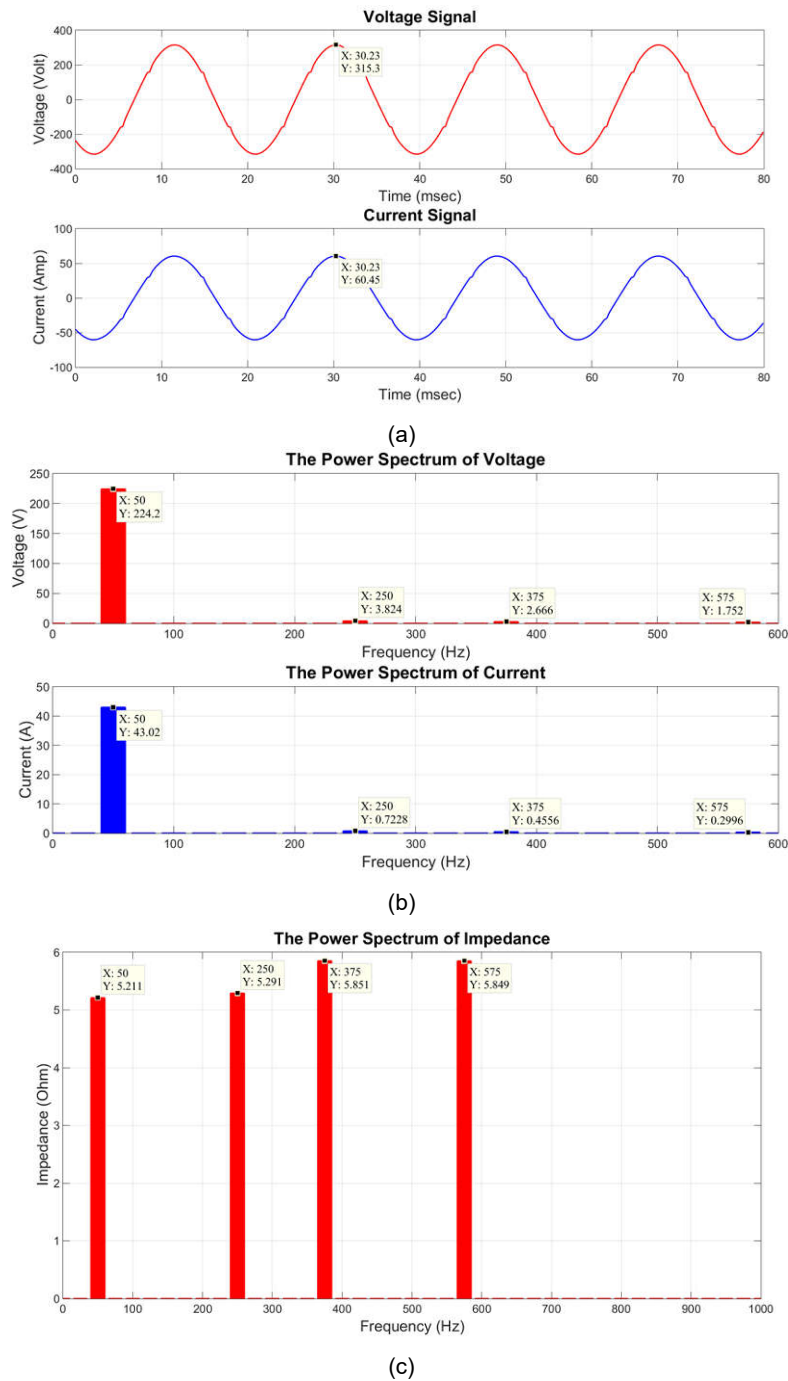 Voltage Signal
400
200
0
-200
-400
Voltage (Volt)
X: 30.23
Y: 315.3
0 10 20 30 40 50 60 70 80
Time (msec)
Current Signal
100
50
0
-50
-100
Current (Amp)
X: 30.23
Y: 60.45
0 10 20 30 40 50 60 70 80
Time (msec)
(a)
The Power Spectrum of Voltage
250
200
150
100
50
0
Voltage (V)
X: 50
Y: 224.2
X: 250
Y: 3.824
X: 375
Y: 2.666
X: 575
Y: 1.752
0 100 200 300 400 500 600
Frequency (Hz)
The Power Spectrum of Current
50
40
30
20
10
0
Current (A)
X: 50
Y: 43.02
X: 250
Y: 0.7228
X: 375
Y: 0.4556
X: 575
Y: 0.2996
0 100 200 300 400 500 600
Frequency (Hz)
(b)
The Power Spectrum of Impedance
6
5
4
3
2
1
0
Impedance (Ohm)
X: 50
Y: 5.211
X: 250
Y: 5.291
X: 375
Y: 5.851
X: 575
Y: 5.849
0 100 200 300 400 500 600 700 800 900 1000
Frequency (Hz)
(c)